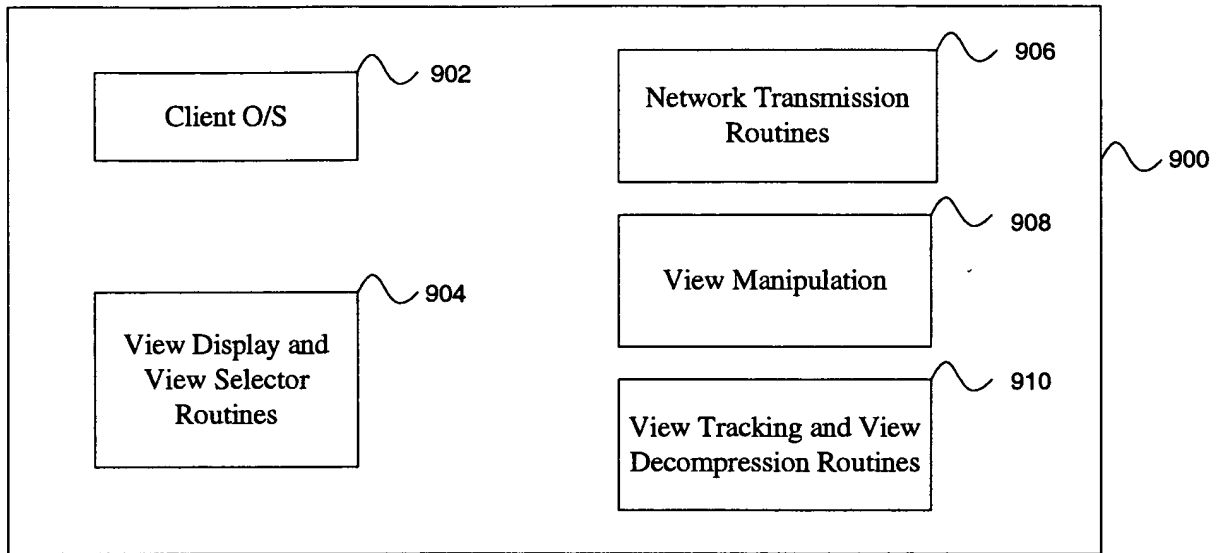 902
Client O/S
906
Network Transmission
Routines
900
908
View Manipulation
904
View Display and
View Selector
Routines
910
View Tracking and View
Decompression Routines